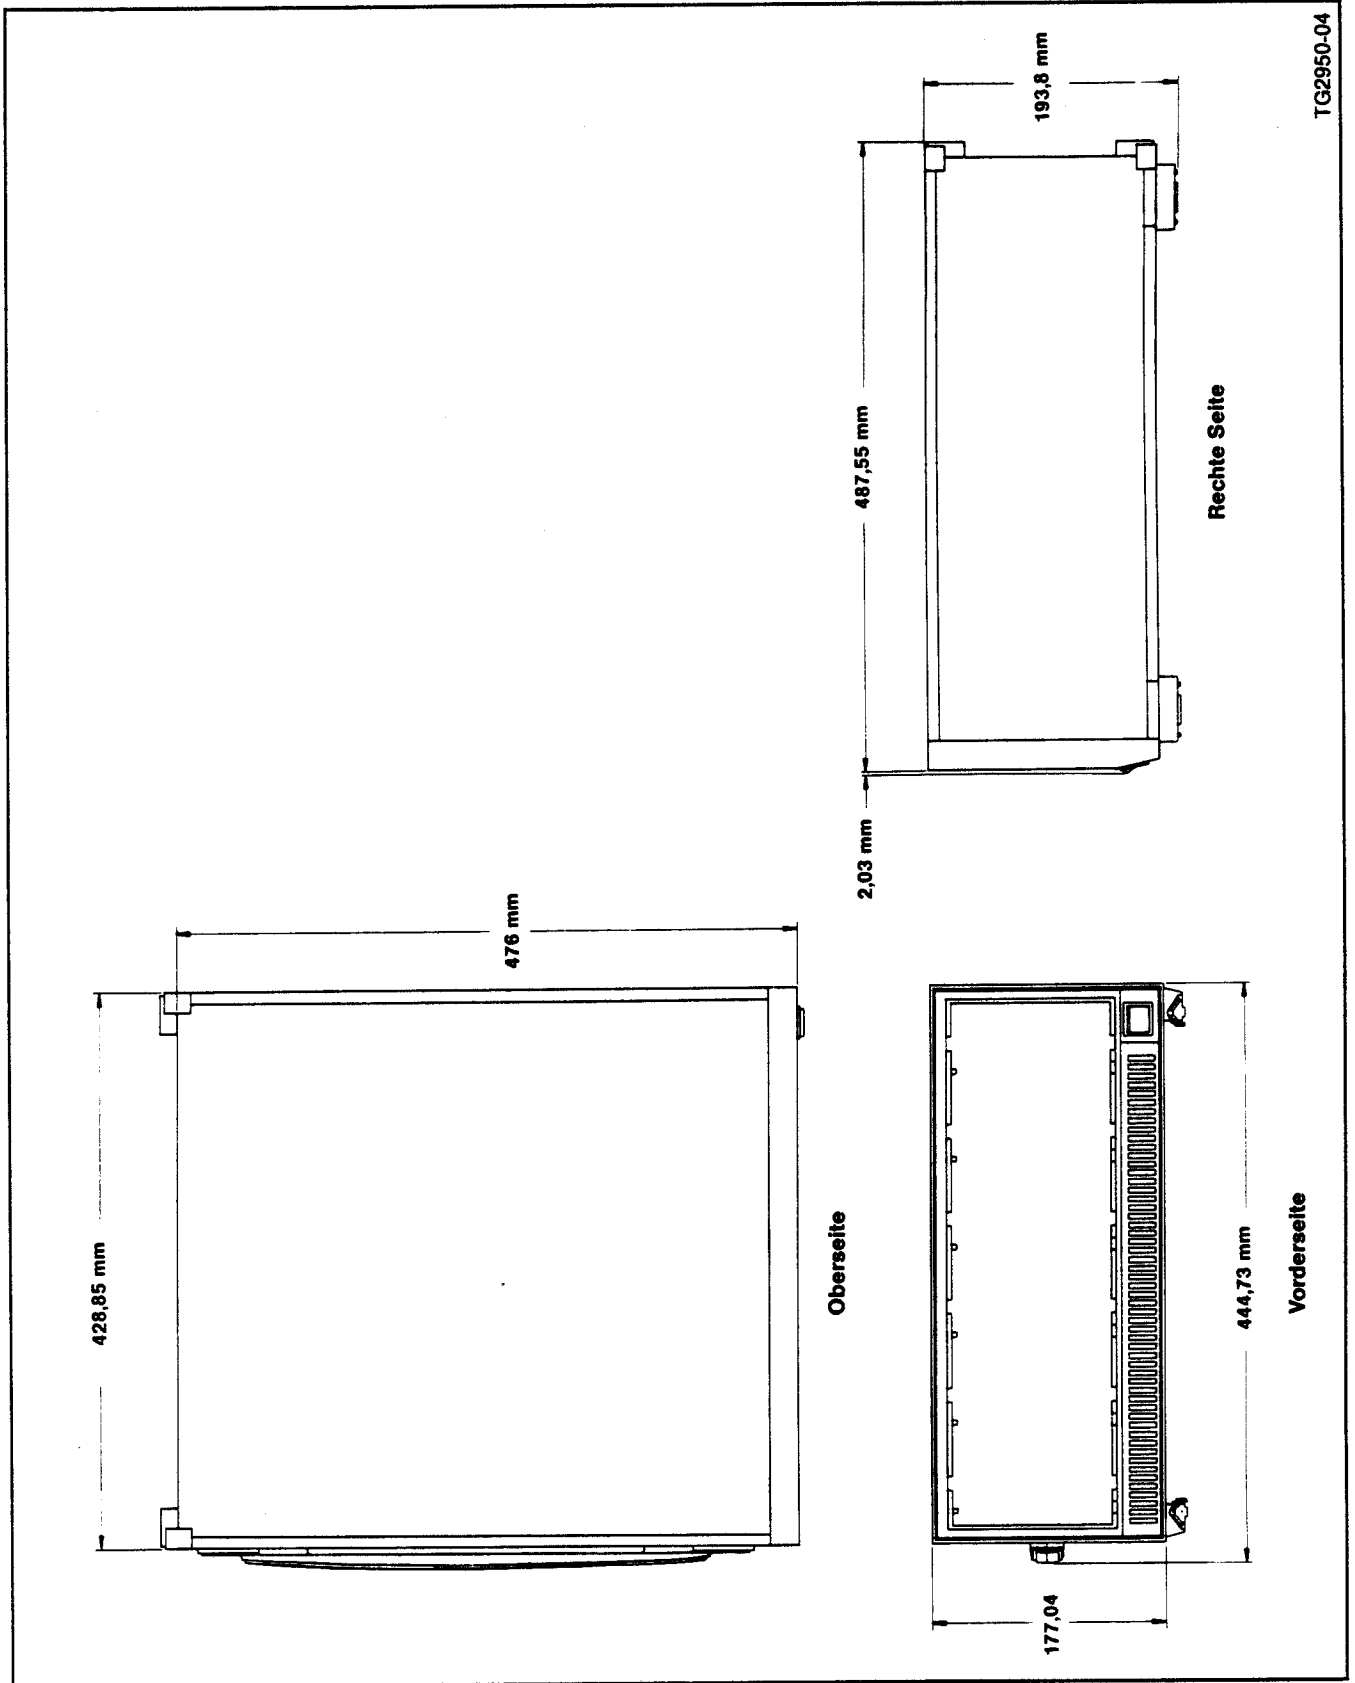 428,85 mm
476 mm
Oberseite
487,55 mm
193,8 mm
2,03 mm
Rechte Seite
177,04
444,73 mm
Vorderseite
TG2950-04